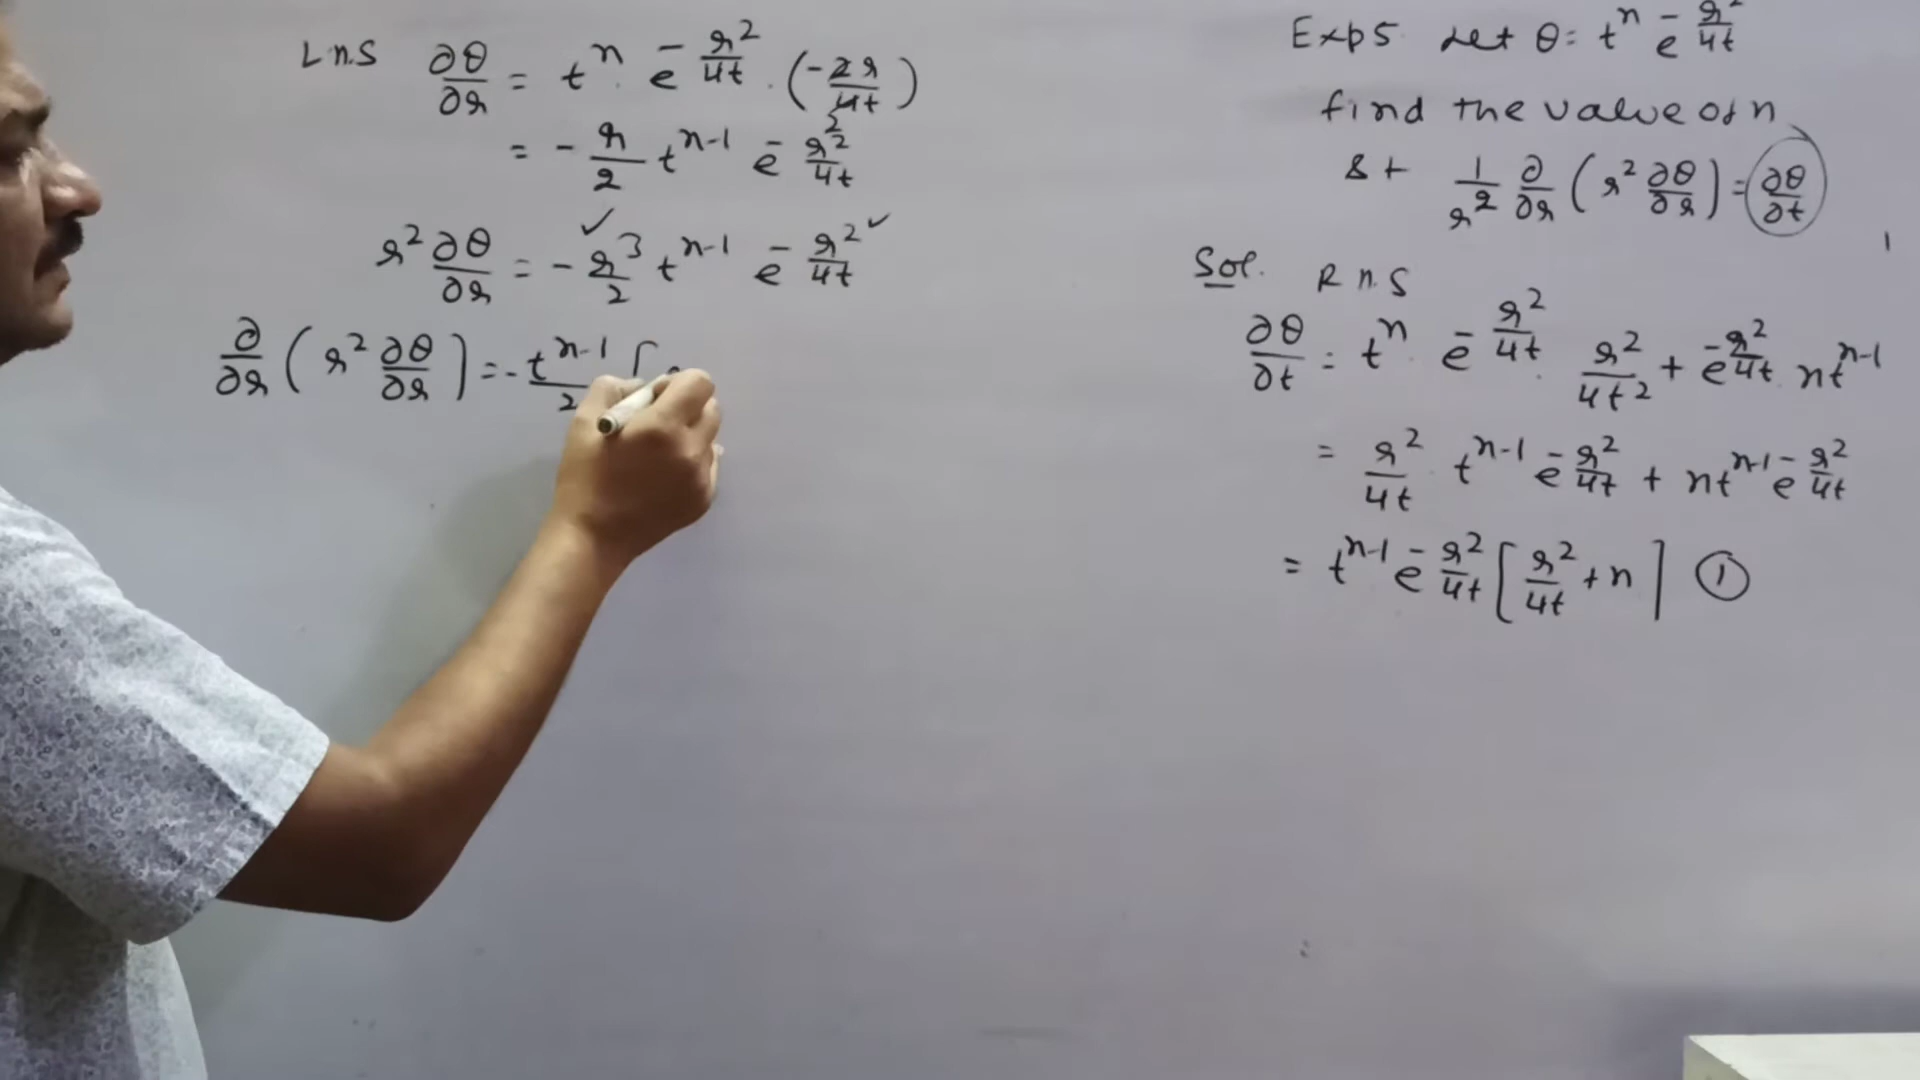 L.H.S ∂θ/∂r = t^n . e^(-r²/4t) . (-2r/4t)
= - r/2 t^(n-1) e^(-r²/4t)
r² ∂θ/∂r = - r³/2 t^(n-1) e^(-r²/4t)
∂/∂r ( r² ∂θ/∂r ) = - t^(n-1)/2 [
Exp5 Let θ = t^n e^(-r²/4t)
find the value of n
s t 1/r² ∂/∂r ( r² ∂θ/∂r ) = ∂θ/∂t
Sol. R.H.S
∂θ/∂t = t^n . e^(-r²/4t) . r²/4t² + e^(-r²/4t) . nt^(n-1)
= r²/4t . t^(n-1) e^(-r²/4t) + nt^(n-1) e^(-r²/4t)
= t^(n-1) e^(-r²/4t) [ r²/4t + n ] ①